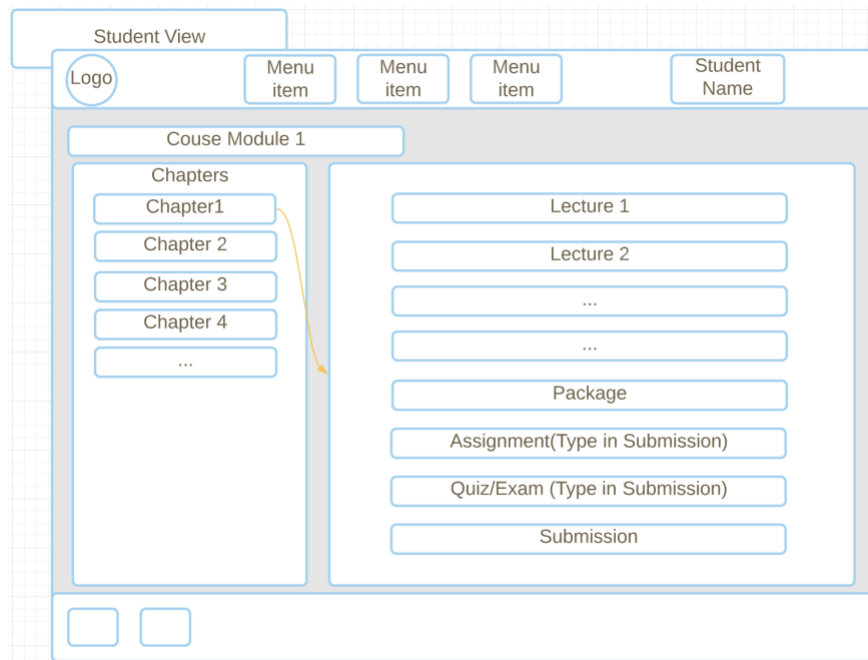 Student View
Logo
Menu
item
Menu
item
Menu
item
Student
Name
Couse Module 1
Chapters
Chapter1
Chapter 2
Chapter 3
Chapter 4
...
Lecture 1
Lecture 2
...
...
Package
Assignment(Type in Submission)
Quiz/Exam (Type in Submission)
Submission